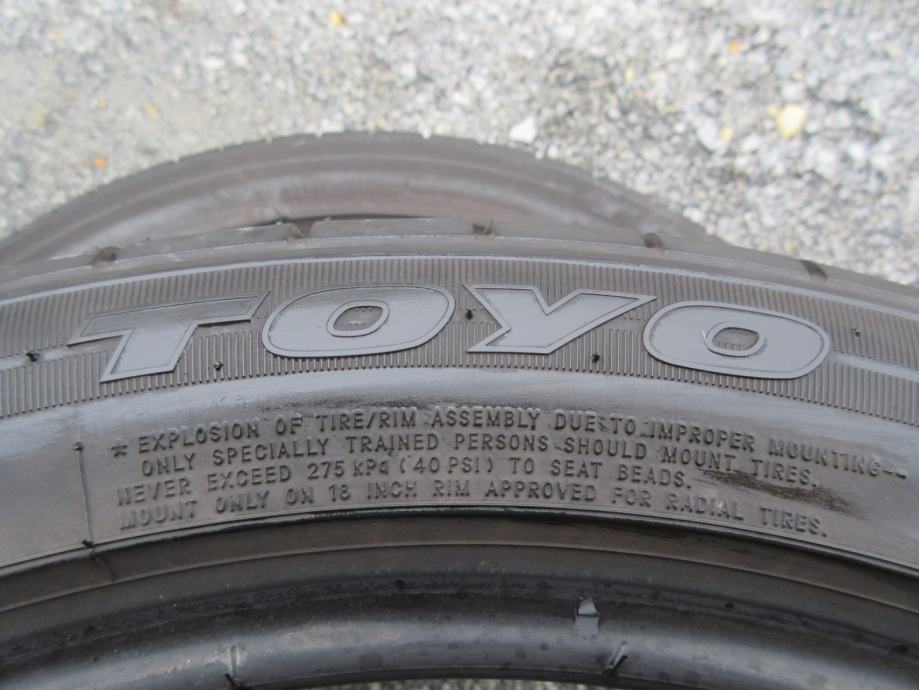 TOYO
*EXPLOSION OF TIRE/RIM ASSEMBLY DUE TO IMPROPER MOUNTING--
ONLY SPECIALLY TRAINED PERSONS SHOULD MOUNT TIRES.
NEVER EXCEED 275 kPa (40 PSI) TO SEAT BEADS.
MOUNT ONLY ON 18 INCH RIM APPROVED FOR RADIAL TIRES.